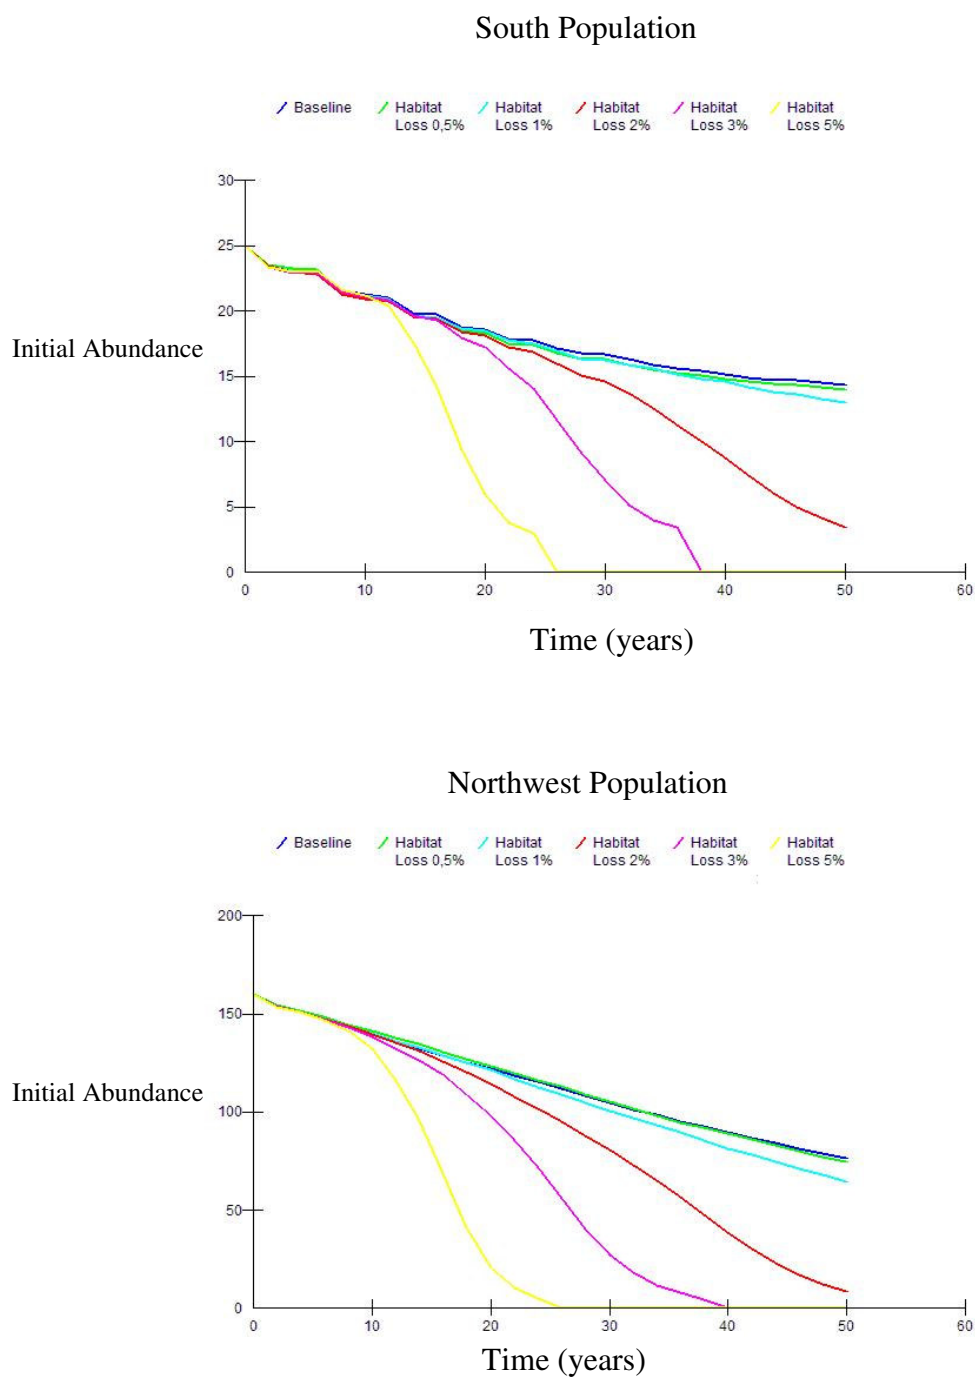 South Population
Baseline Habitat Habitat Habitat Habitat Habitat
Loss 0,5% Loss 1% Loss 2% Loss 3% Loss 5%
30
25
20
Initial Abundance
15
10
5
0
0 10 20 30 40 50 60
Time (years)
Northwest Population
Baseline Habitat Habitat Habitat Habitat Habitat
Loss 0,5% Loss 1% Loss 2% Loss 3% Loss 5%
200
150
Initial Abundance
100
50
0
0 10 20 30 40 50 60
Time (years)